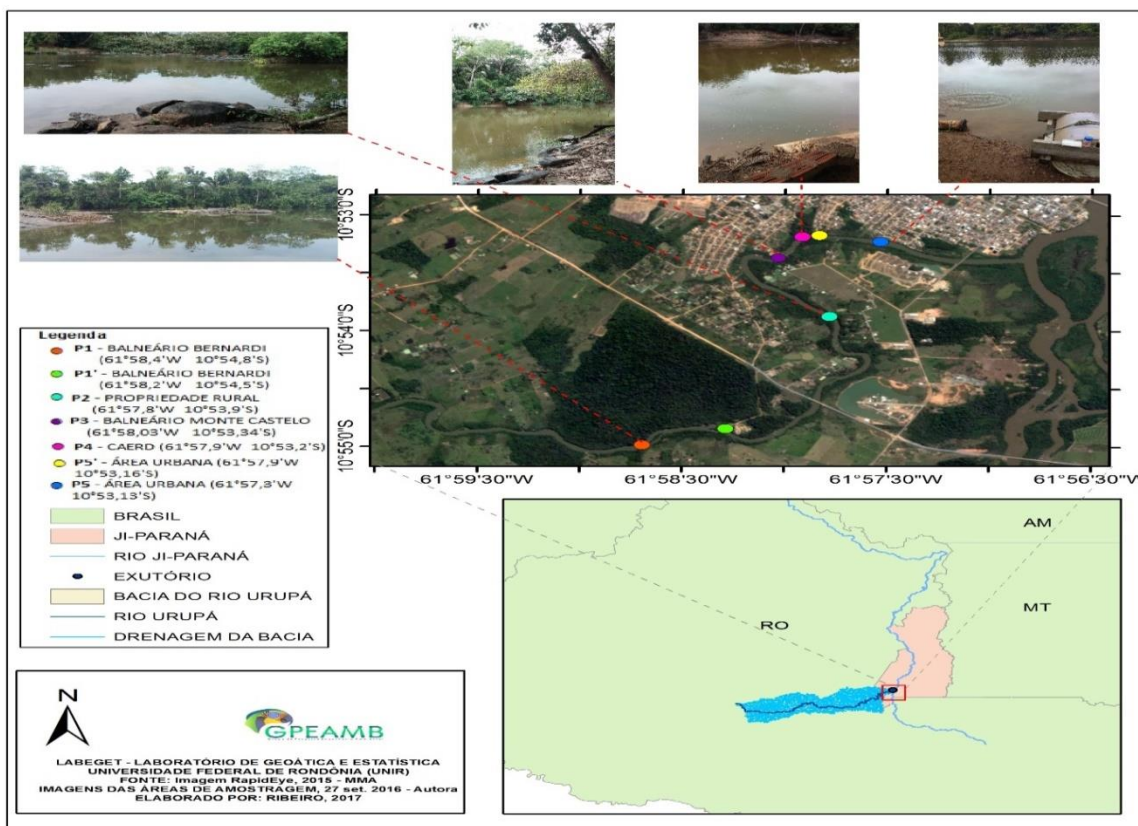 10°53'0"S
10°54'0"S
10°55'0"S
61°59'30"W 61°58'30"W 61°57'30"W 61°56'30"W
Legenda
P1 - BALNEÁRIO BERNARDI
(61°58,4'W 10°54,8'S)
P1' - BALNEÁRIO BERNARDI
(61°58,2'W 10°54,5'S)
P2 - PROPRIEDADE RURAL
(61°57,8'W 10°53,9'S)
P3 - BALNEÁRIO MONTE CASTELO
(61°58,03'W 10°53,34'S)
P4 - CAERD (61°57,9'W 10°53,2'S)
P5' - ÁREA URBANA (61°57,9'W
10°53,16'S)
P5 - ÁREA URBANA (61°57,3'W
10°53,13'S)
BRASIL
JI-PARANÁ
RIO JI-PARANÁ
EXUTÓRIO
BACIA DO RIO URUPÁ
RIO URUPÁ
DRENAGEM DA BACIA
AM
MT
RO
N
GPEAMB
LABEGET - LABORATÓRIO DE GEOÁTICA E ESTATÍSTICA
UNIVERSIDADE FEDERAL DE RONDÔNIA (UNIR)
FONTE: Imagem RapidEye, 2015 - MMA
IMAGENS DAS ÁREAS DE AMOSTRAGEM, 27 set. 2016 - Autora
ELABORADO POR: RIBEIRO, 2017